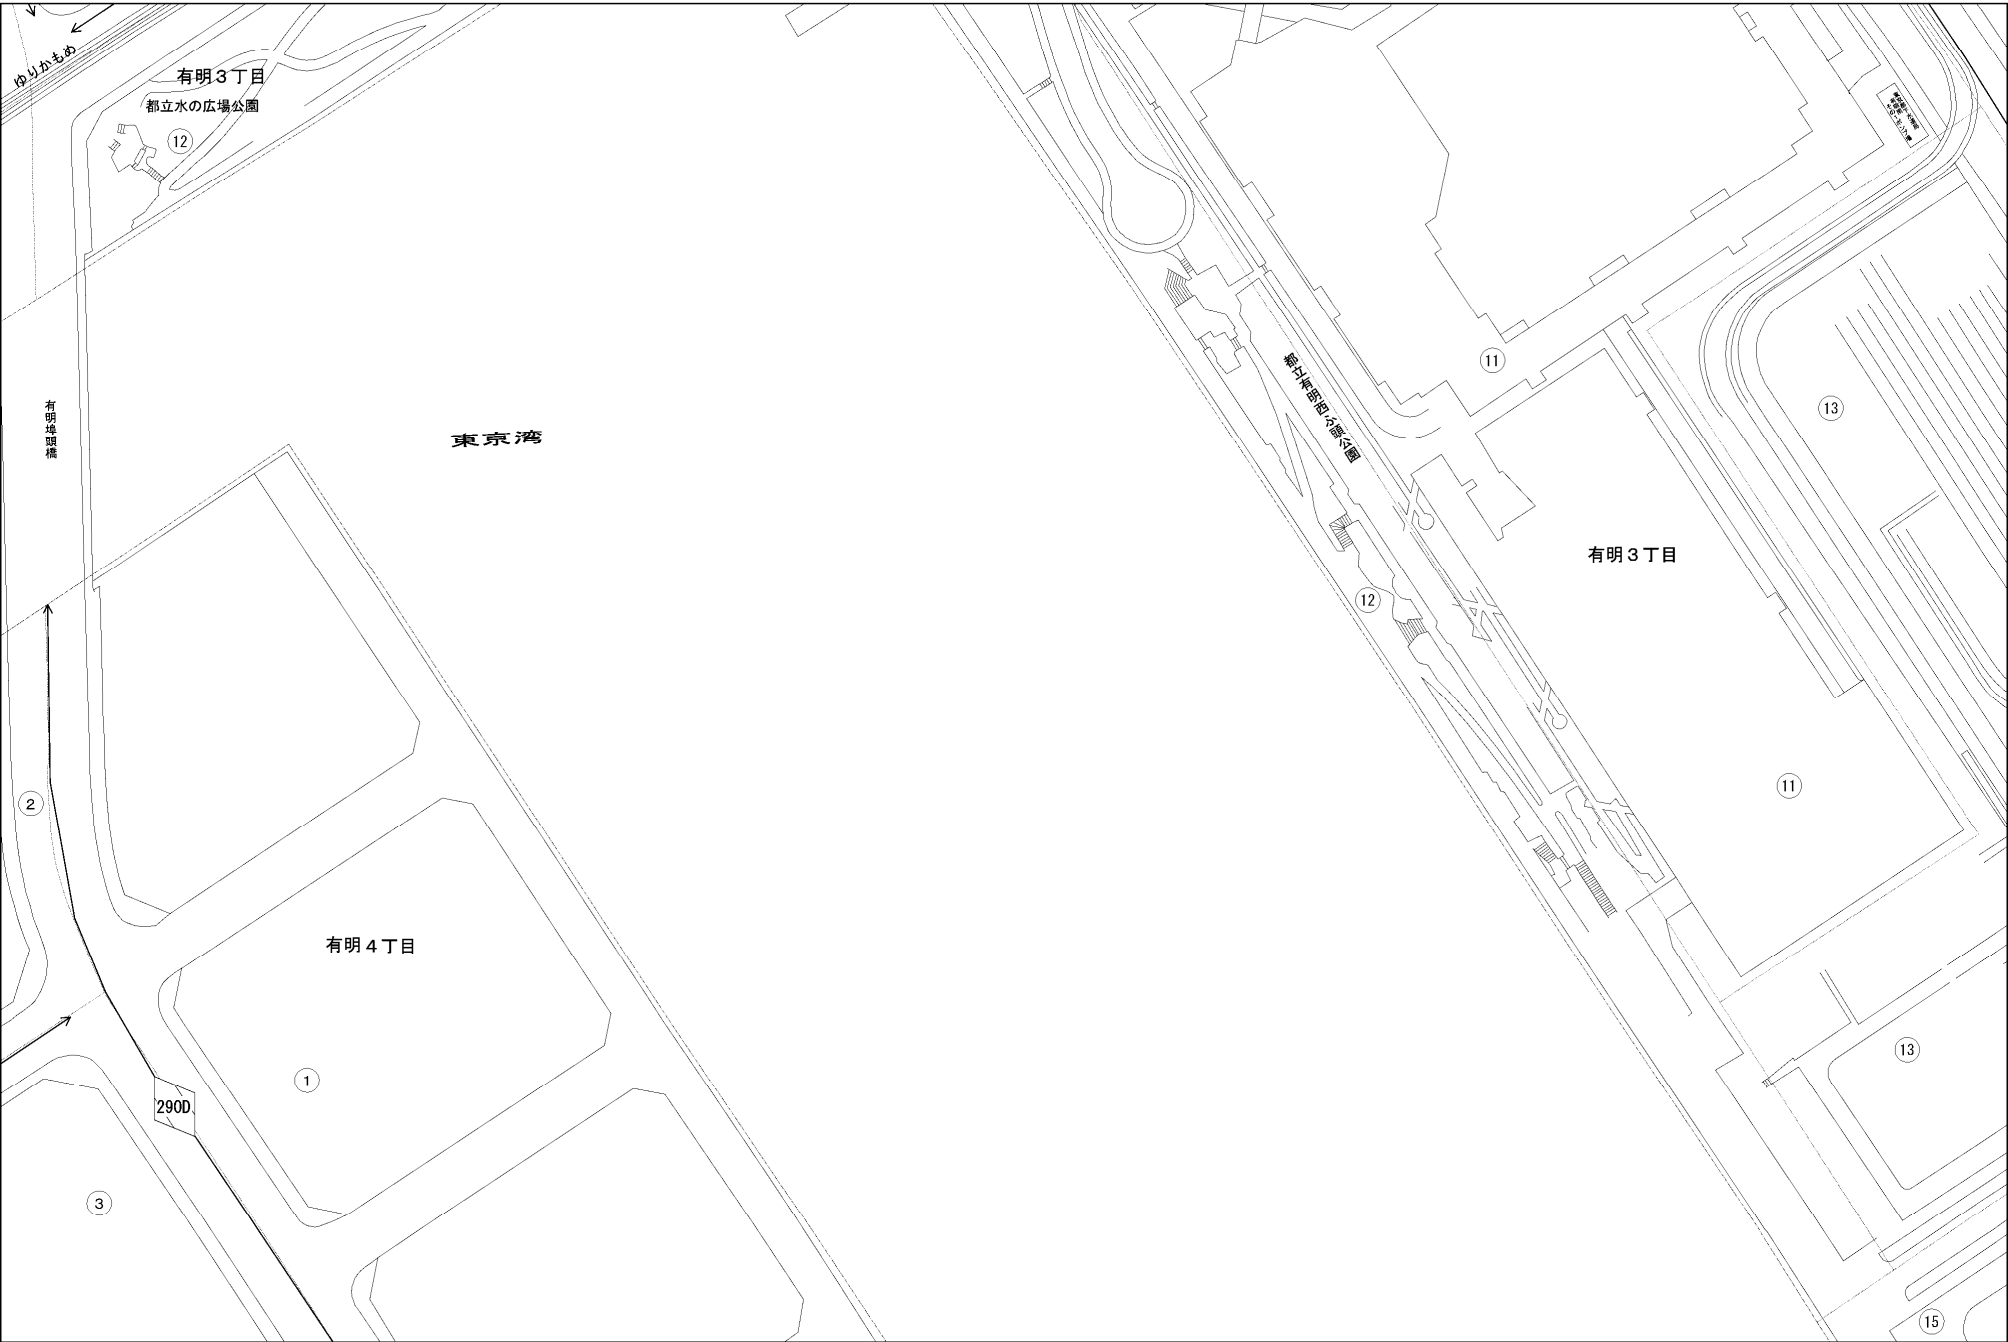 ゆりかもめ
有明３丁目
都立水の広場公園
12
有明埠頭橋
東京湾
都立有明西ふ頭公園
11
13
有明３丁目
12
2
11
有明４丁目
1
290D
3
13
15